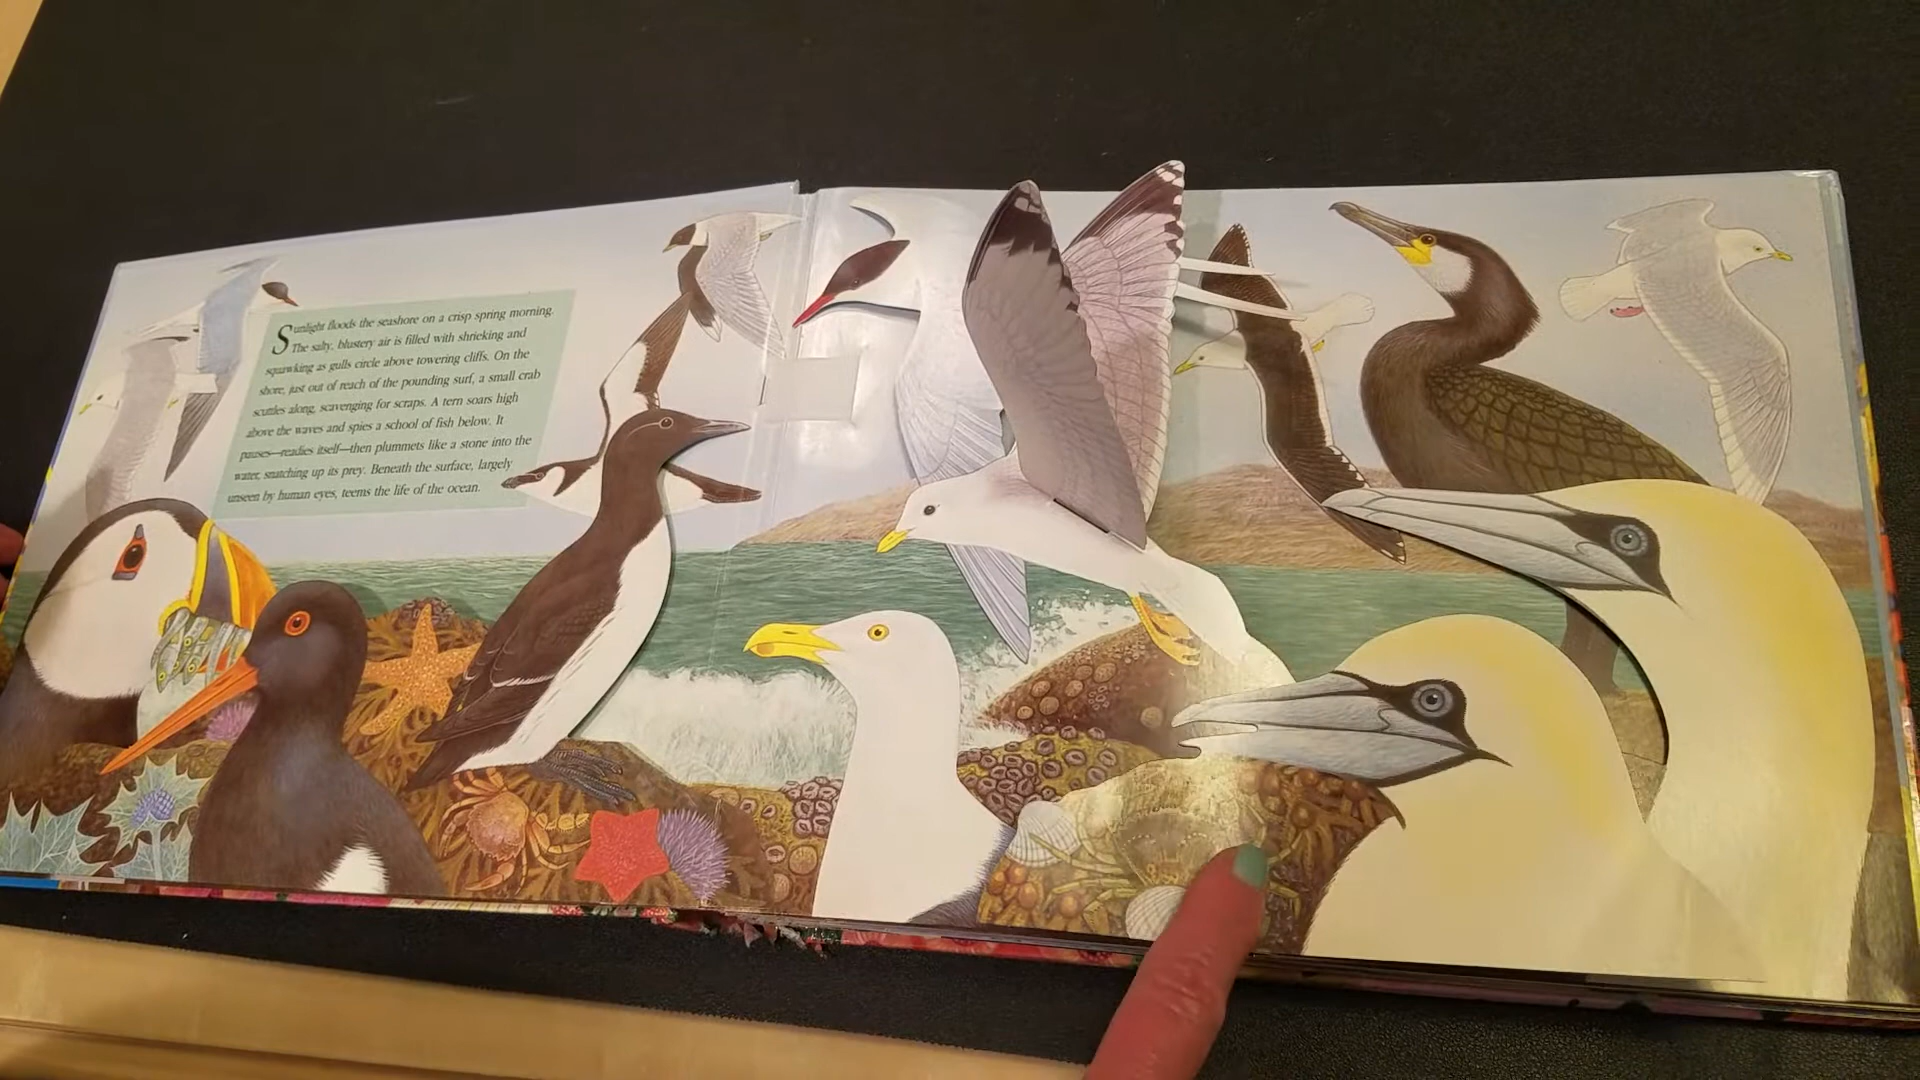 Sunlight floods the seashore on a crisp spring morning.
The salty, blustery air is filled with shrieking and
squawking as gulls circle above towering cliffs. On the
shore, just out of reach of the pounding surf, a small crab
scuttles along, scavenging for scraps. A tern soars high
above the waves and spies a school of fish below. It
pauses—readies itself—then plummets like a stone into the
water, snatching up its prey. Beneath the surface, largely
unseen by human eyes, teems the life of the ocean.